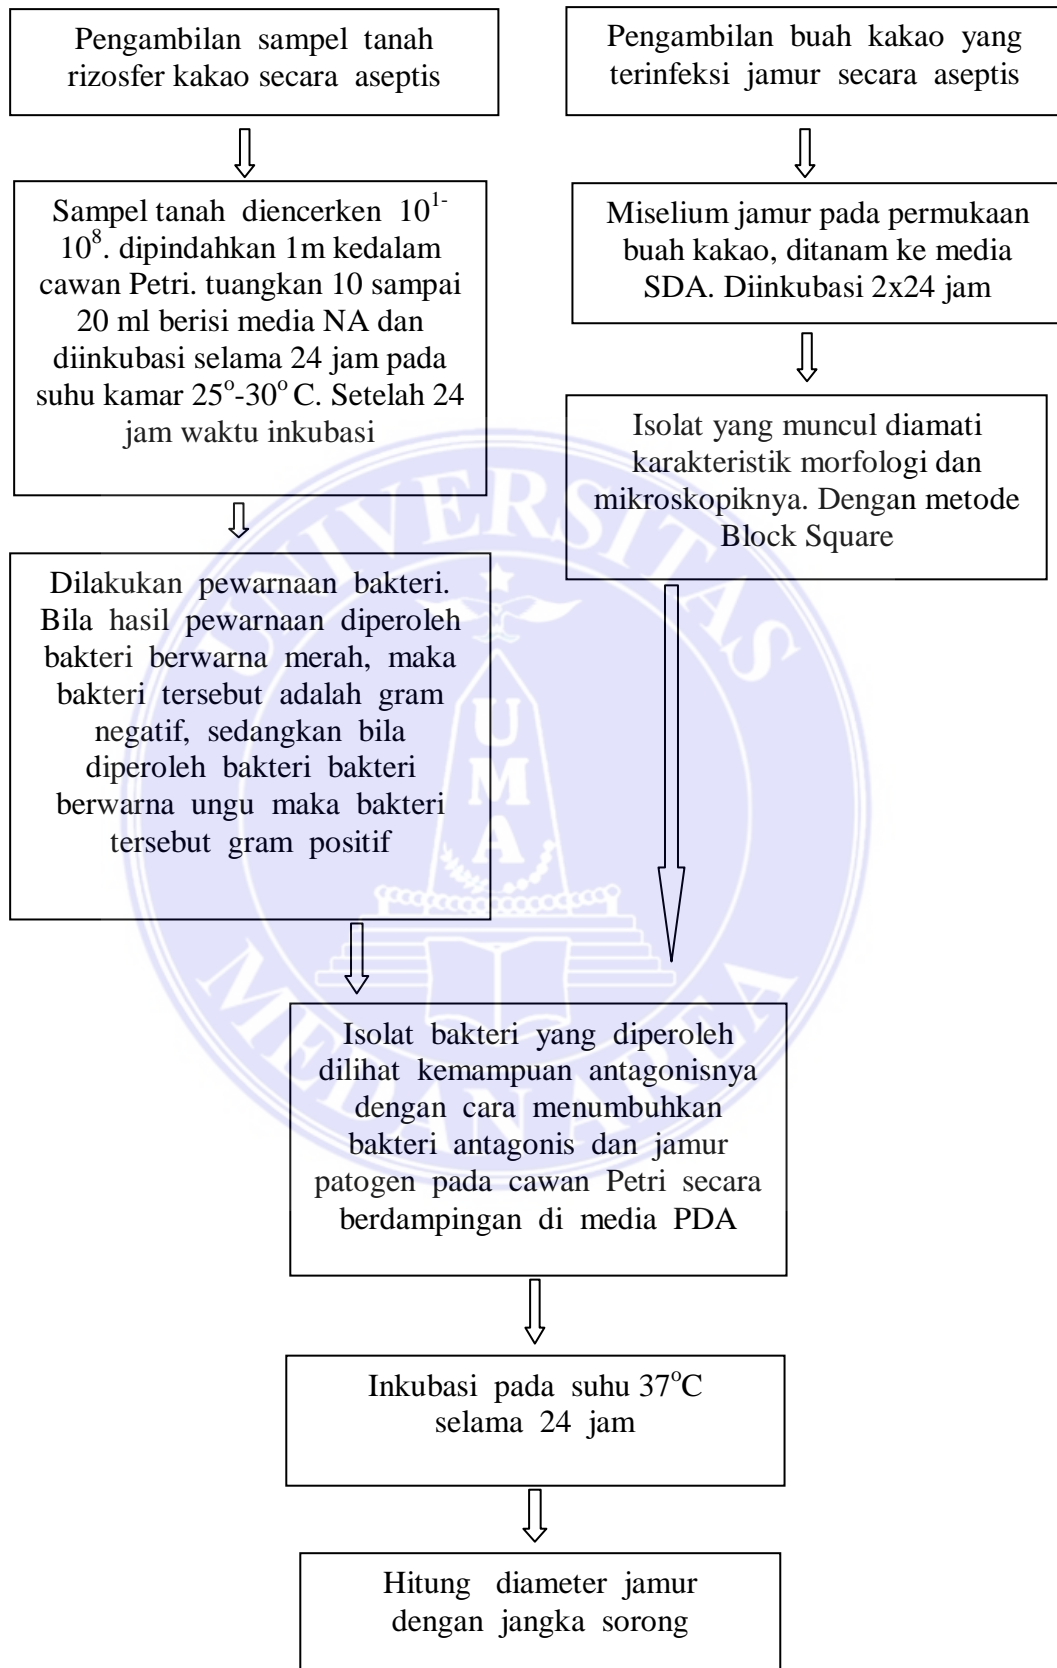 Pengambilan sampel tanah
rizosfer kakao secara aseptis
Sampel tanah diencerken 10¹⁻
10⁸. dipindahkan 1m kedalam
cawan Petri. tuangkan 10 sampai
20 ml berisi media NA dan
diinkubasi selama 24 jam pada
suhu kamar 25°-30° C. Setelah 24
jam waktu inkubasi
Dilakukan pewarnaan bakteri.
Bila hasil pewarnaan diperoleh
bakteri berwarna merah, maka
bakteri tersebut adalah gram
negatif, sedangkan bila
diperoleh bakteri bakteri
berwarna ungu maka bakteri
tersebut gram positif
Pengambilan buah kakao yang
terinfeksi jamur secara aseptis
Miselium jamur pada permukaan
buah kakao, ditanam ke media
SDA. Diinkubasi 2x24 jam
Isolat yang muncul diamati
karakteristik morfologi dan
mikroskopiknya. Dengan metode
Block Square
Isolat bakteri yang diperoleh
dilihat kemampuan antagonisnya
dengan cara menumbuhkan
bakteri antagonis dan jamur
patogen pada cawan Petri secara
berdampingan di media PDA
Inkubasi pada suhu 37°C
selama 24 jam
Hitung diameter jamur
dengan jangka sorong
UNIVERSITAS
UMA
MEDAN AREA